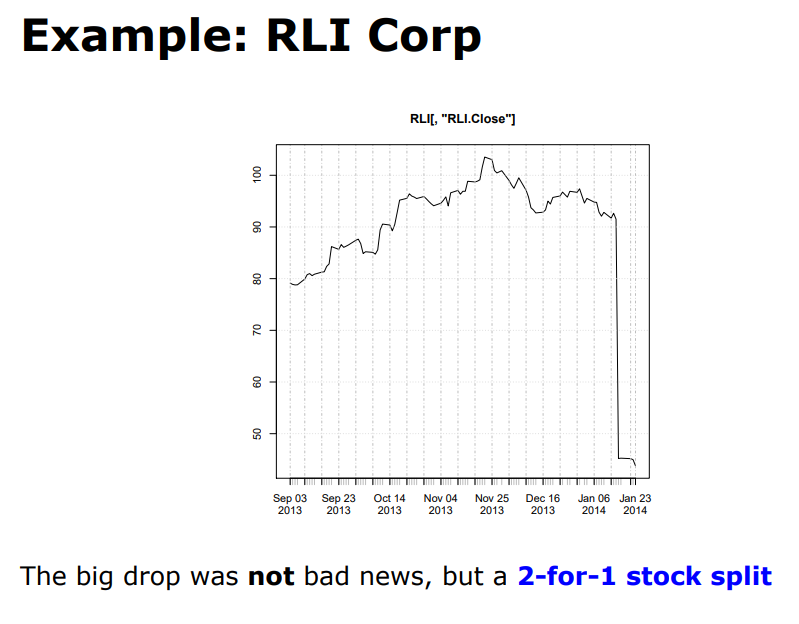 Example: RLI Corp
RLI[, "RLI.Close"]
100
90
80
70
60
50
Sep 03 Sep 23 Oct 14 Nov 04 Nov 25 Dec 16 Jan 06 Jan 23
2013 2013 2013 2013 2013 2013 2014 2014
The big drop was not bad news, but a 2-for-1 stock split